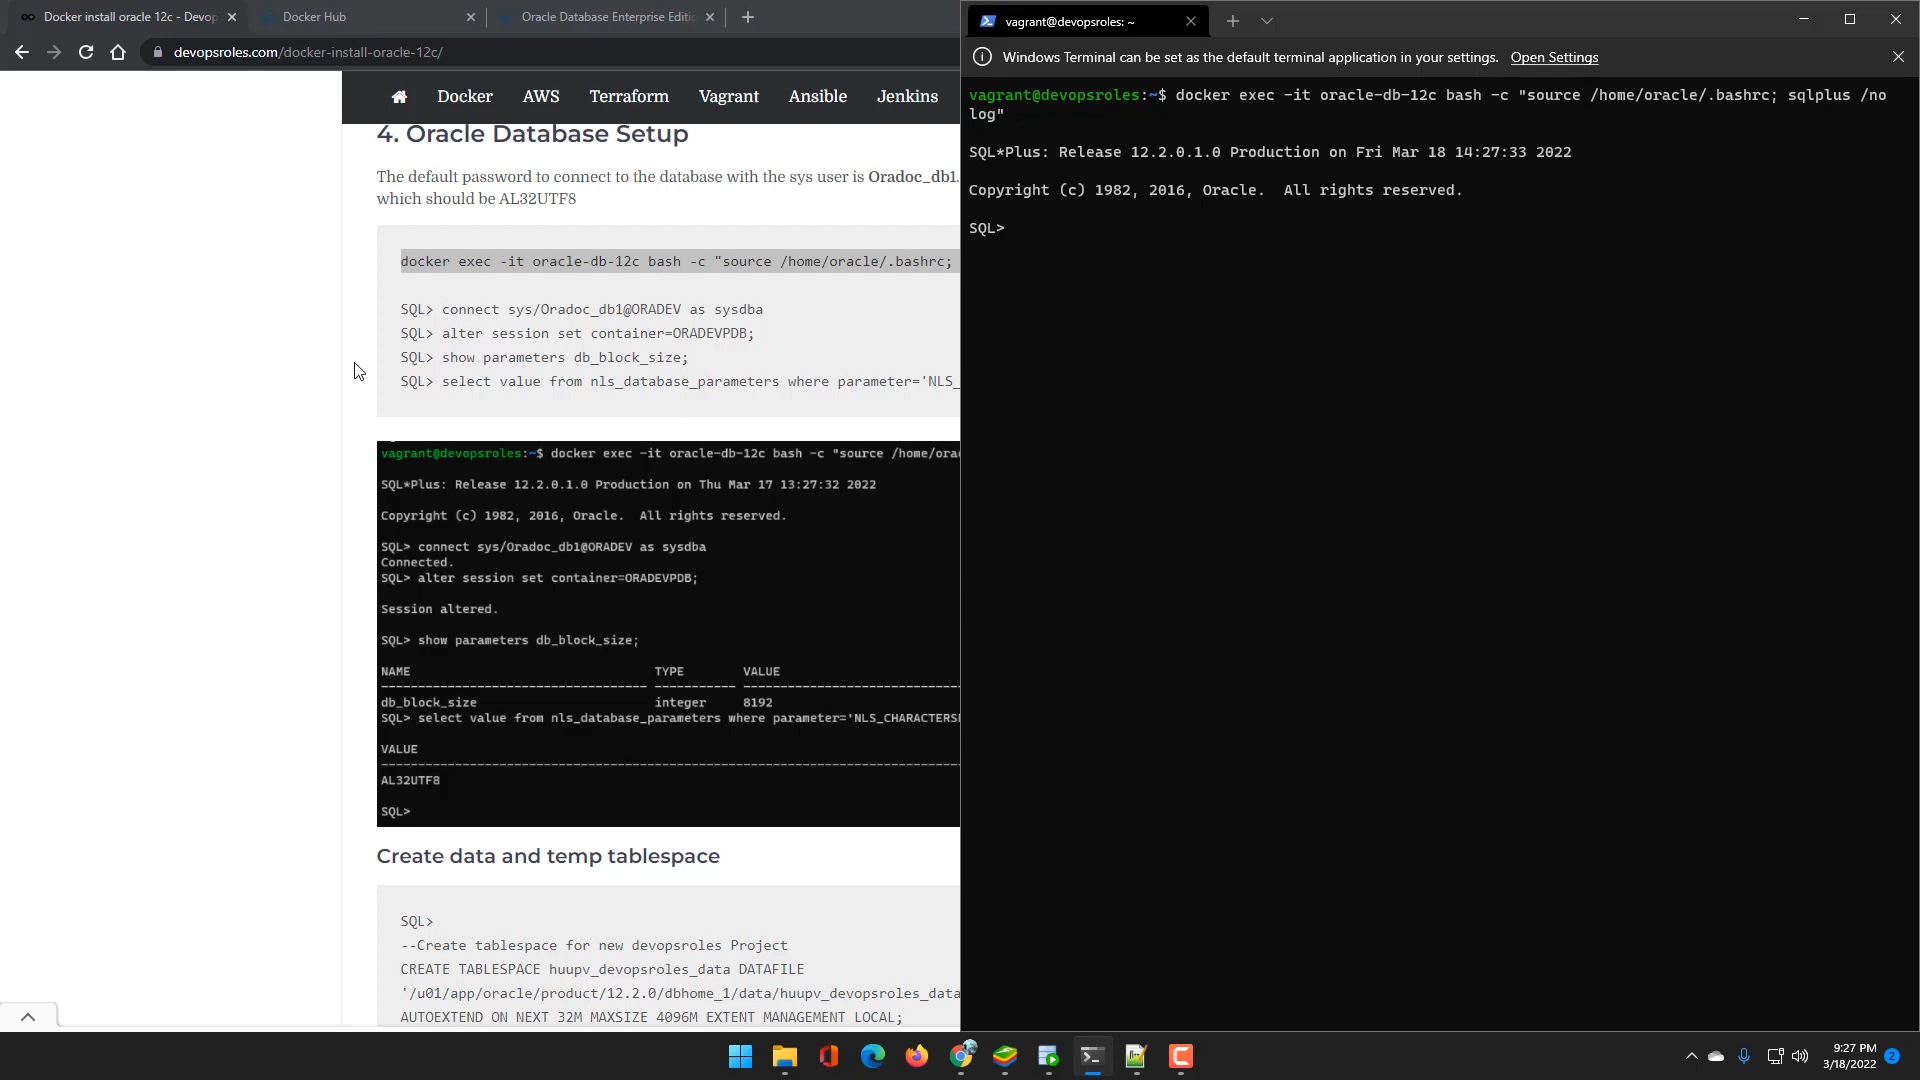 Docker install oracle 12c - Devop
Docker Hub
Oracle Database Enterprise Editi
devopsroles.com/docker-install-oracle-12c/
Docker
AWS
Terraform
Vagrant
Ansible
Jenkins
4. Oracle Database Setup
The default password to connect to the database with the sys user is Oradoc_db1.
which should be AL32UTF8
docker exec -it oracle-db-12c bash -c "source /home/oracle/.bashrc;
SQL> connect sys/Oradoc_db1@ORADEV as sysdba
SQL> alter session set container=ORADEVPDB;
SQL> show parameters db_block_size;
SQL> select value from nls_database_parameters where parameter='NLS_
vagrant@devopsroles:~$ docker exec -it oracle-db-12c bash -c "source /home/ora
SQL*Plus: Release 12.2.0.1.0 Production on Thu Mar 17 13:27:32 2022
Copyright (c) 1982, 2016, Oracle.  All rights reserved.
SQL> connect sys/Oradoc_db1@ORADEV as sysdba
Connected.
SQL> alter session set container=ORADEVPDB;
Session altered.
SQL> show parameters db_block_size;
NAME TYPE VALUE
------------------------------------ ----------- ------------------------------
db_block_size integer 8192
SQL> select value from nls_database_parameters where parameter='NLS_CHARACTERS
VALUE
--------------------------------------------------------------------------------
AL32UTF8
SQL>
Create data and temp tablespace
SQL>
--Create tablespace for new devopsroles Project
CREATE TABLESPACE huupv_devopsroles_data DATAFILE
'/u01/app/oracle/product/12.2.0/dbhome_1/data/huupv_devopsroles_data
AUTOEXTEND ON NEXT 32M MAXSIZE 4096M EXTENT MANAGEMENT LOCAL;
vagrant@devopsroles: ~
Windows Terminal can be set as the default terminal application in your settings. Open Settings
vagrant@devopsroles:~$ docker exec -it oracle-db-12c bash -c "source /home/oracle/.bashrc; sqlplus /no
log"
SQL*Plus: Release 12.2.0.1.0 Production on Fri Mar 18 14:27:33 2022
Copyright (c) 1982, 2016, Oracle.  All rights reserved.
SQL>
9:27 PM
3/18/2022
2